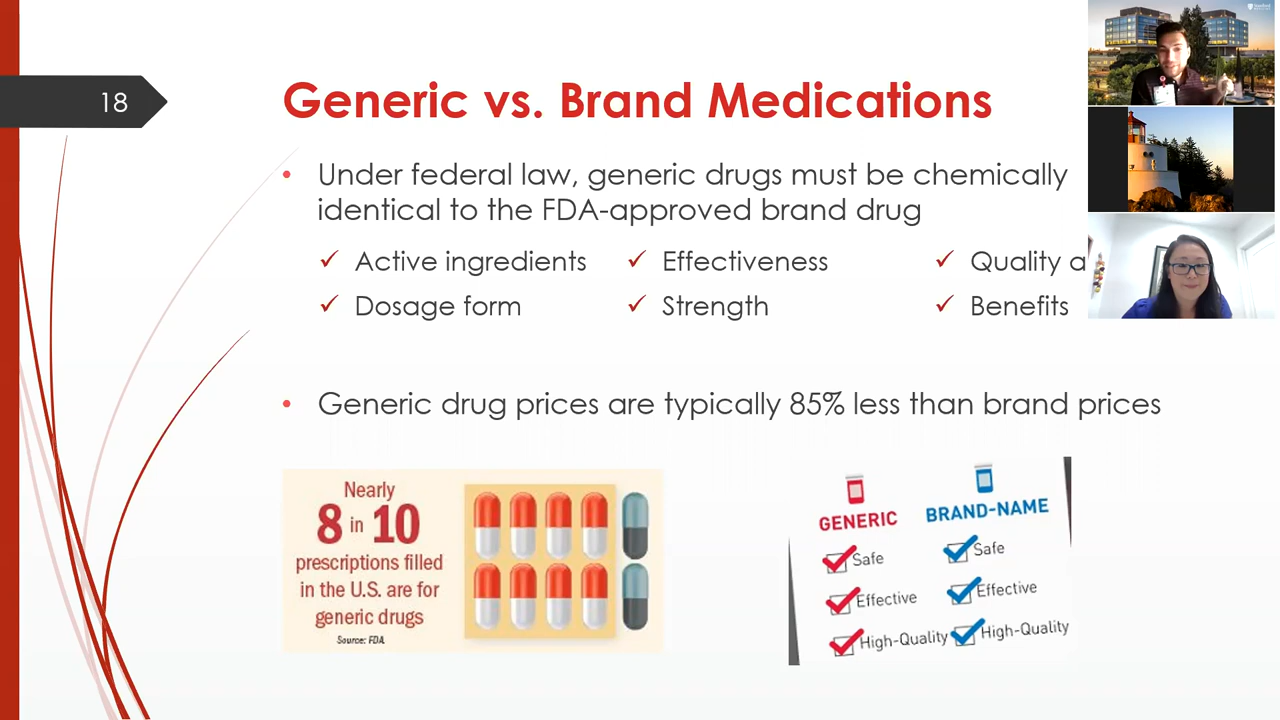 18
Generic vs. Brand Medications
• Under federal law, generic drugs must be chemically
identical to the FDA-approved brand drug
✓ Active ingredients ✓ Effectiveness ✓ Quality a
✓ Dosage form ✓ Strength ✓ Benefits
• Generic drug prices are typically 85% less than brand prices
Nearly
8 in 10
prescriptions filled
in the U.S. are for
generic drugs
Source: FDA
GENERIC BRAND-NAME
Safe Safe
Effective Effective
High-Quality High-Quality